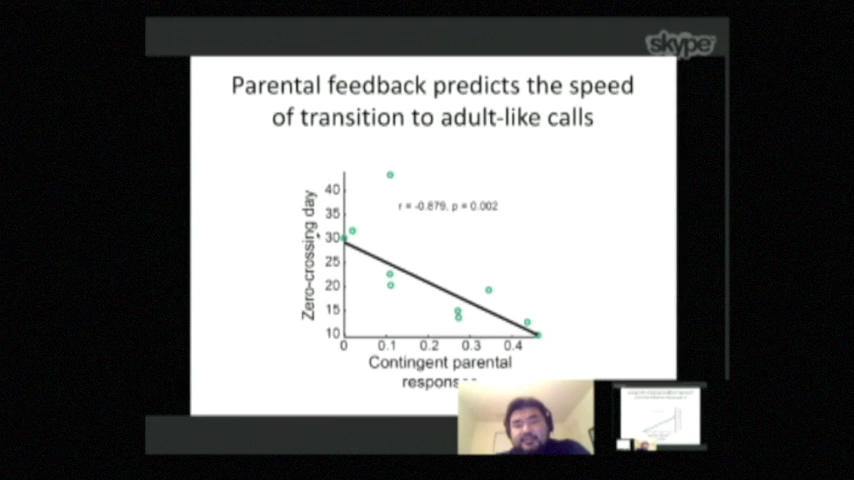 skype
Parental feedback predicts the speed
of transition to adult-like calls
r = -0.879, p = 0.002
Zero-crossing day
40
35
30
25
20
15
10
0 0.1 0.2 0.3 0.4
Contingent parental